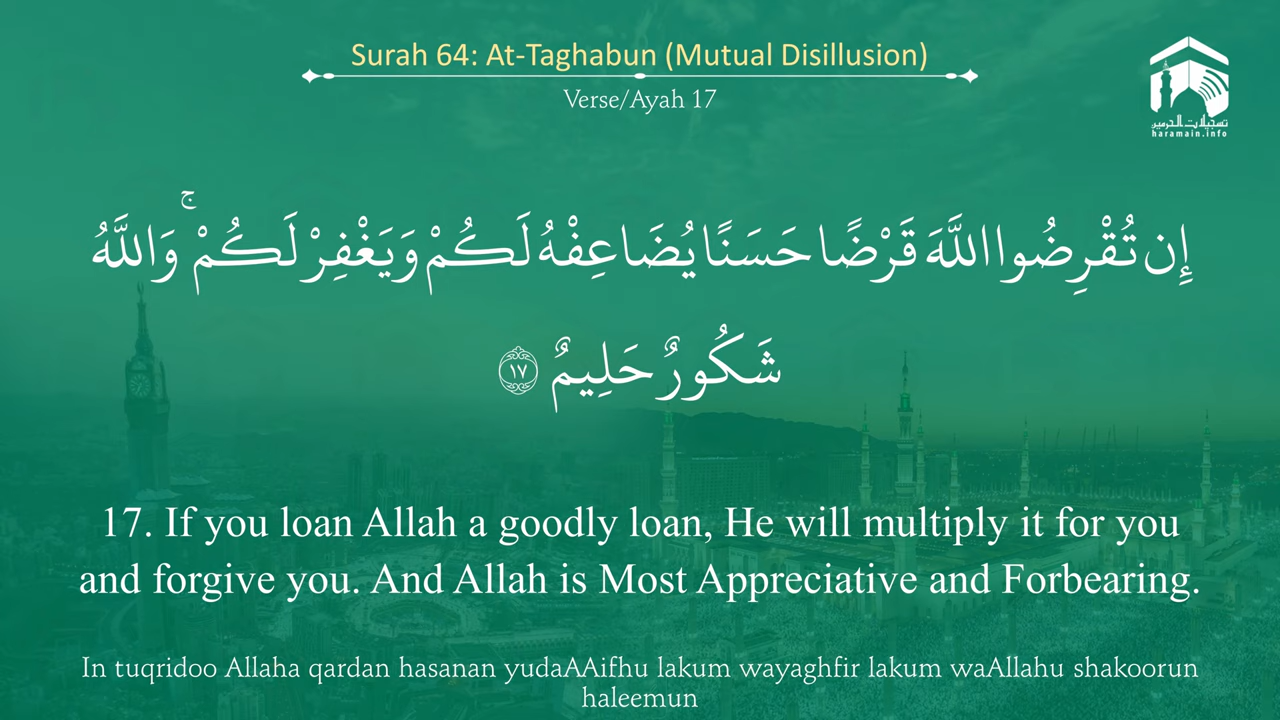 Surah 64: At-Taghabun (Mutual Disillusion)
Verse/Ayah 17
تسجيلات الحرمين
haramain.info
إِن تُقْرِضُوا اللَّهَ قَرْضًا حَسَنًا يُضَاعِفْهُ لَكُمْ وَيَغْفِرْ لَكُمْ ۚ وَاللَّهُ
شَكُورٌ حَلِيمٌ ١٧
17. If you loan Allah a goodly loan, He will multiply it for you
and forgive you. And Allah is Most Appreciative and Forbearing.
In tuqridoo Allaha qardan hasanan yudaAAifhu lakum wayaghfir lakum waAllahu shakoorun
haleemun